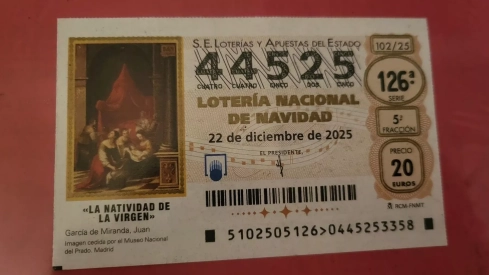 S.E. LOTERÍAS Y APUESTAS DEL ESTADO
102/25
44525
CUATRO CUATRO CINCO DOS CINCO
126ª
SERIE
LOTERÍA NACIONAL
DE NAVIDAD
5ª
FRACCIÓN
22 de diciembre de 2025
EL PRESIDENTE,
PRECIO
20
EUROS
RCM-FNMT
«LA NATIVIDAD DE
LA VIRGEN»
García de Miranda, Juan
Imagen cedida por el Museo Nacional
del Prado. Madrid
5102505126>0445253358